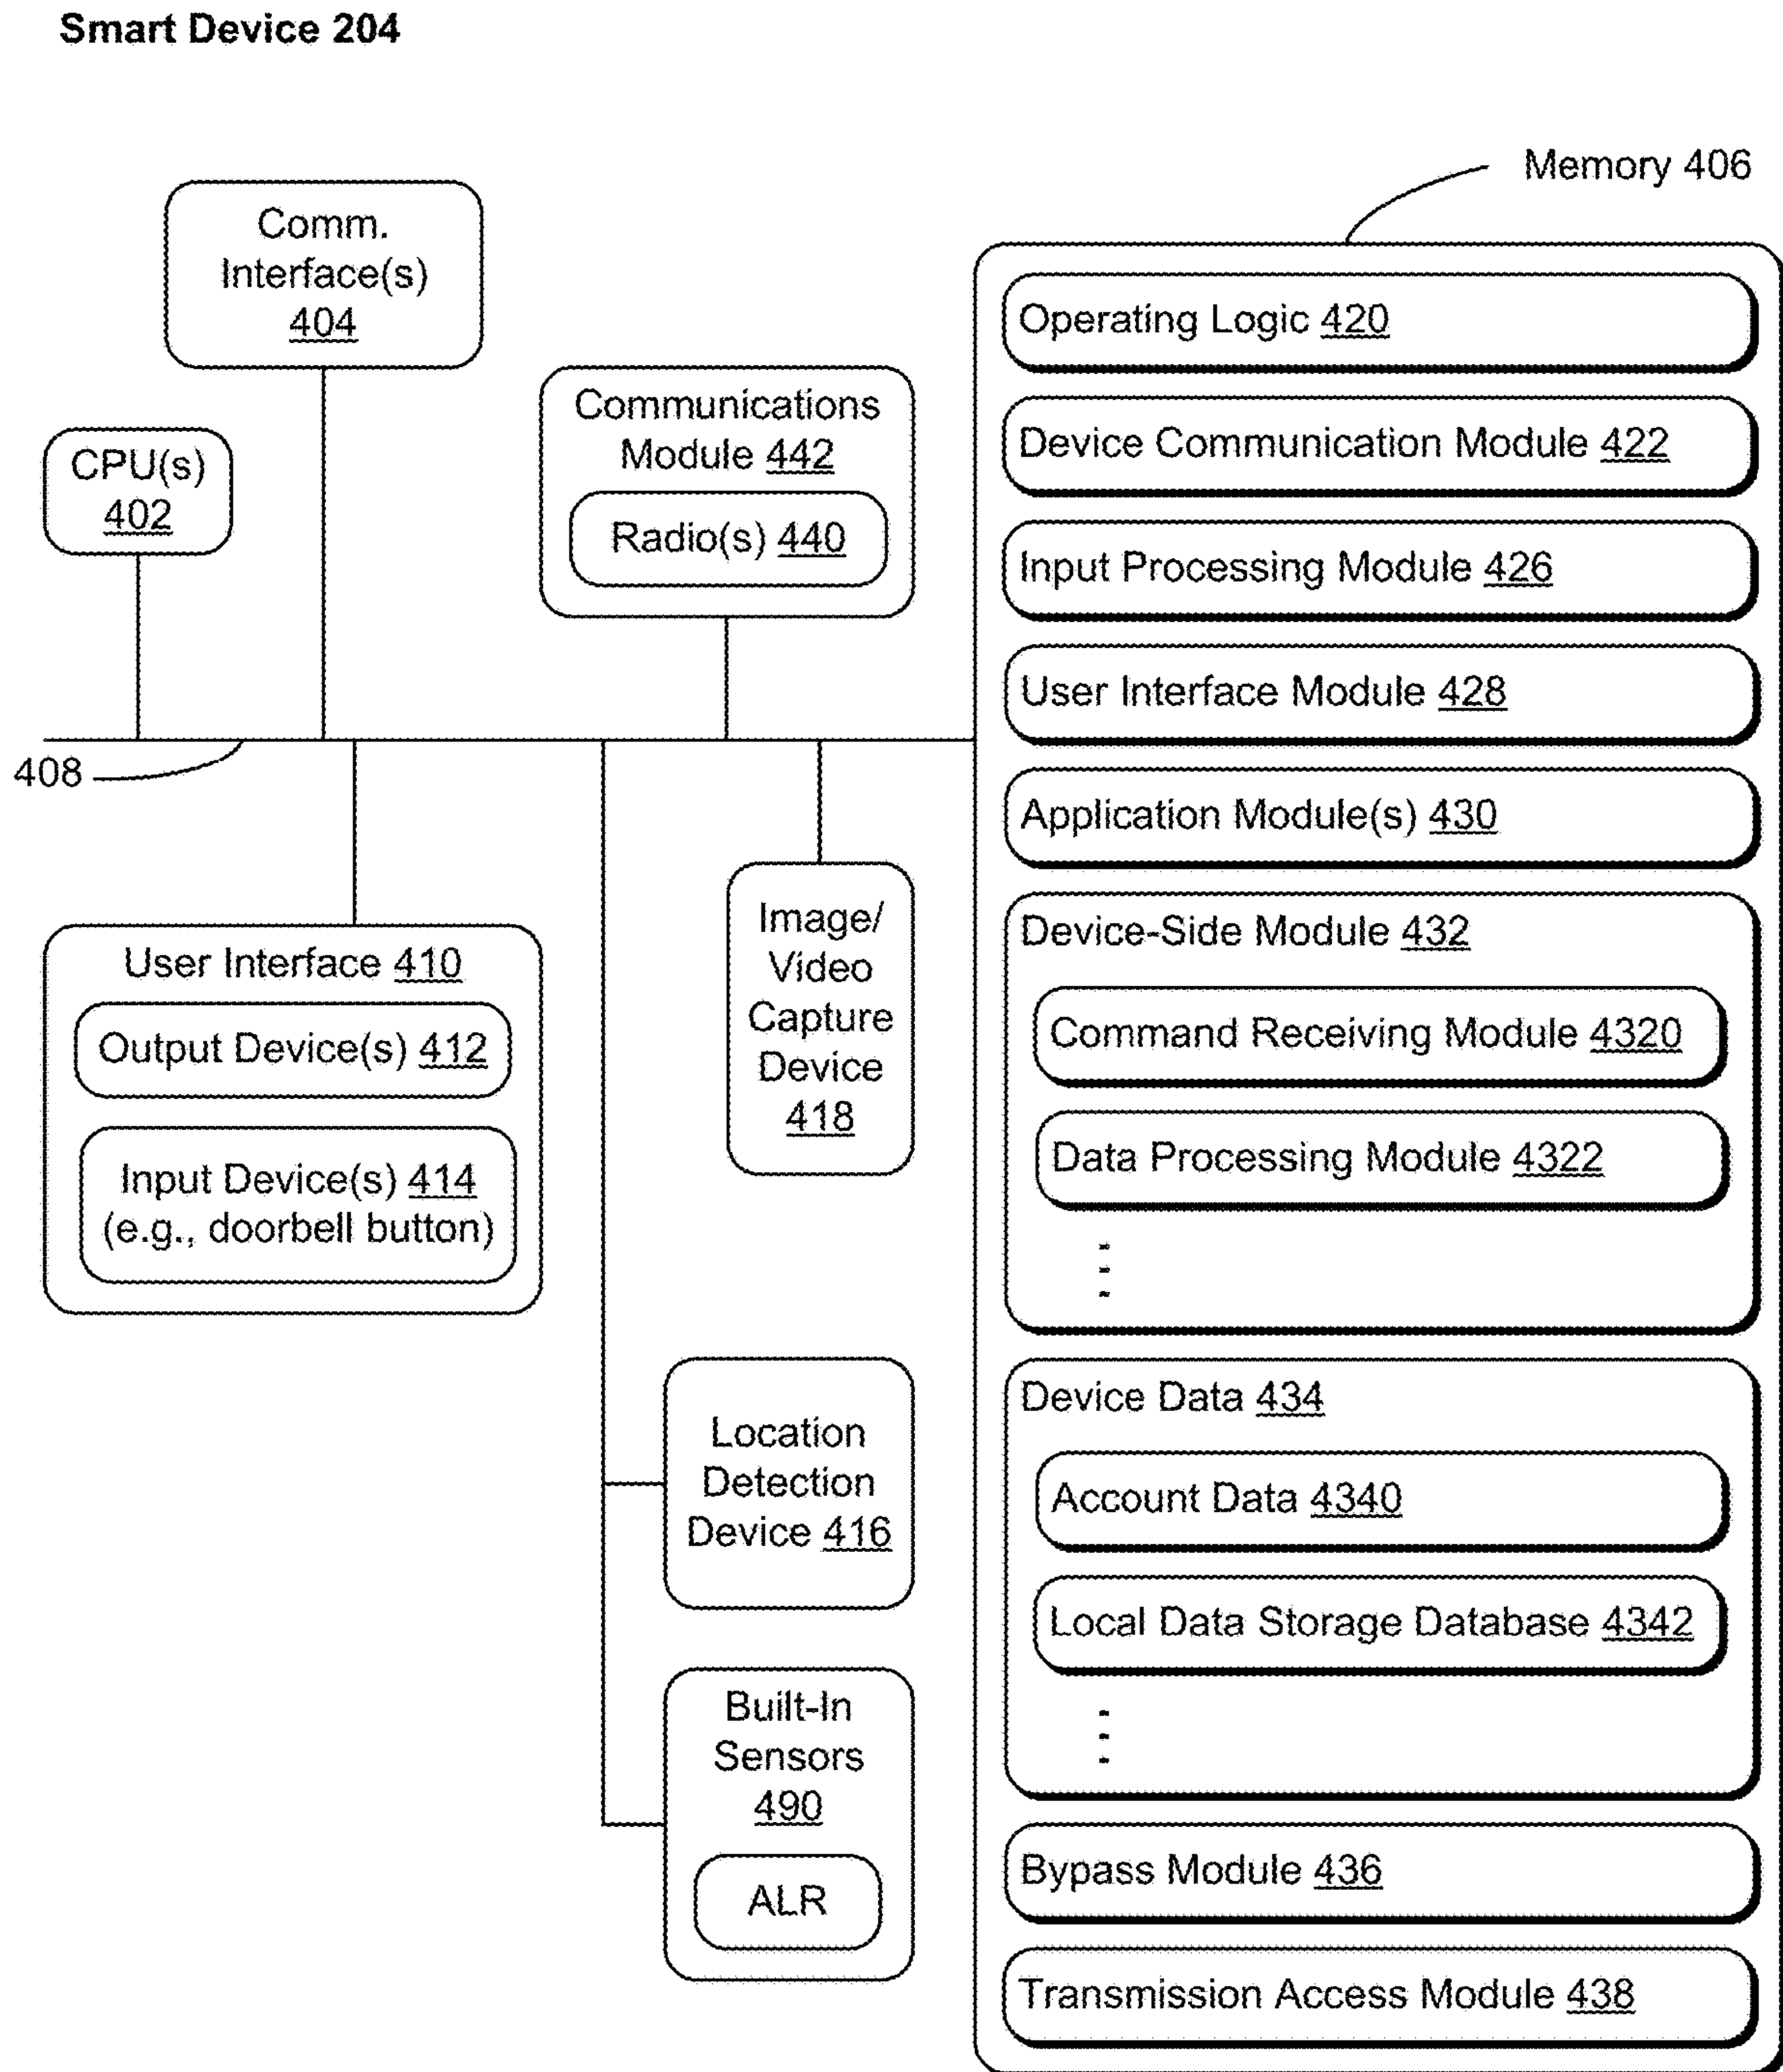 Smart Device 204
Memory 406
Comm.
Interface(s)
404
Communications
Module 442
Radio(s) 440
CPU(s)
402
408
User Interface 410
Output Device(s) 412
Input Device(s) 414
(e.g., doorbell button)
Image/
Video
Capture
Device
418
Location
Detection
Device 416
Built-In
Sensors
490
ALR
Operating Logic 420
Device Communication Module 422
Input Processing Module 426
User Interface Module 428
Application Module(s) 430
Device-Side Module 432
Command Receiving Module 4320
Data Processing Module 4322
Device Data 434
Account Data 4340
Local Data Storage Database 4342
Bypass Module 436
Transmission Access Module 438